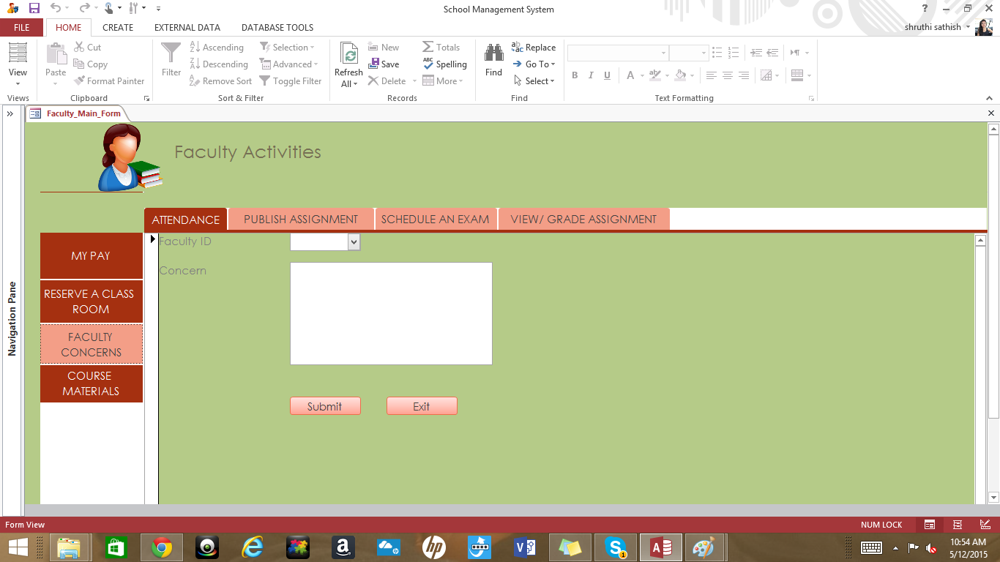 School Management System
?
FILE
HOME
CREATE
EXTERNAL DATA
DATABASE TOOLS
shruthi sathish
View
Views
Paste
Cut
Copy
Format Painter
Clipboard
Filter
Ascending
Descending
Remove Sort
Selection
Advanced
Toggle Filter
Sort & Filter
Refresh
All
New
Save
Delete
Totals
ABC
Spelling
More
Records
Find
Replace
Go To
Select
Find
B I U A
Text Formatting
Faculty_Main_Form
Navigation Pane
Faculty Activities
ATTENDANCE
PUBLISH ASSIGNMENT
SCHEDULE AN EXAM
VIEW/ GRADE ASSIGNMENT
MY PAY
RESERVE A CLASS
ROOM
FACULTY
CONCERNS
COURSE
MATERIALS
Faculty ID
Concern
Submit
Exit
Form View
NUM LOCK
hp
10:54 AM
5/12/2015